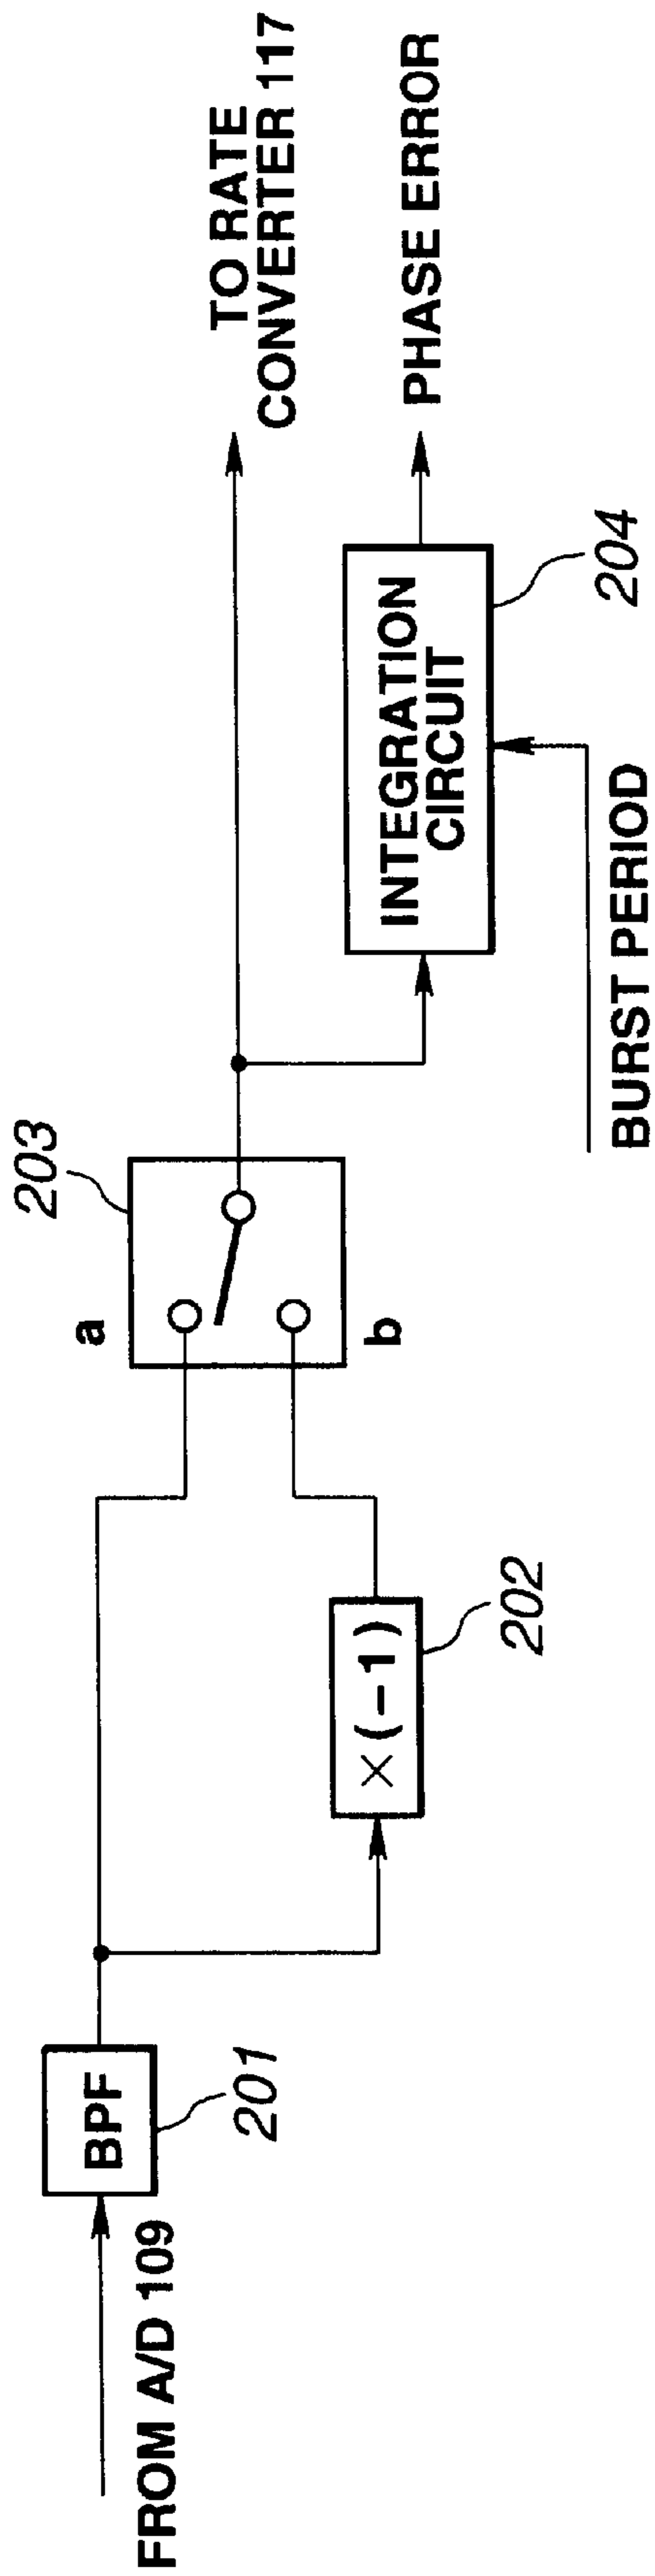 FROM A/D 109
BPF
201
×(−1)
202
a
b
203
TO RATE
CONVERTER 117
INTEGRATION
CIRCUIT
204
BURST PERIOD
PHASE ERROR